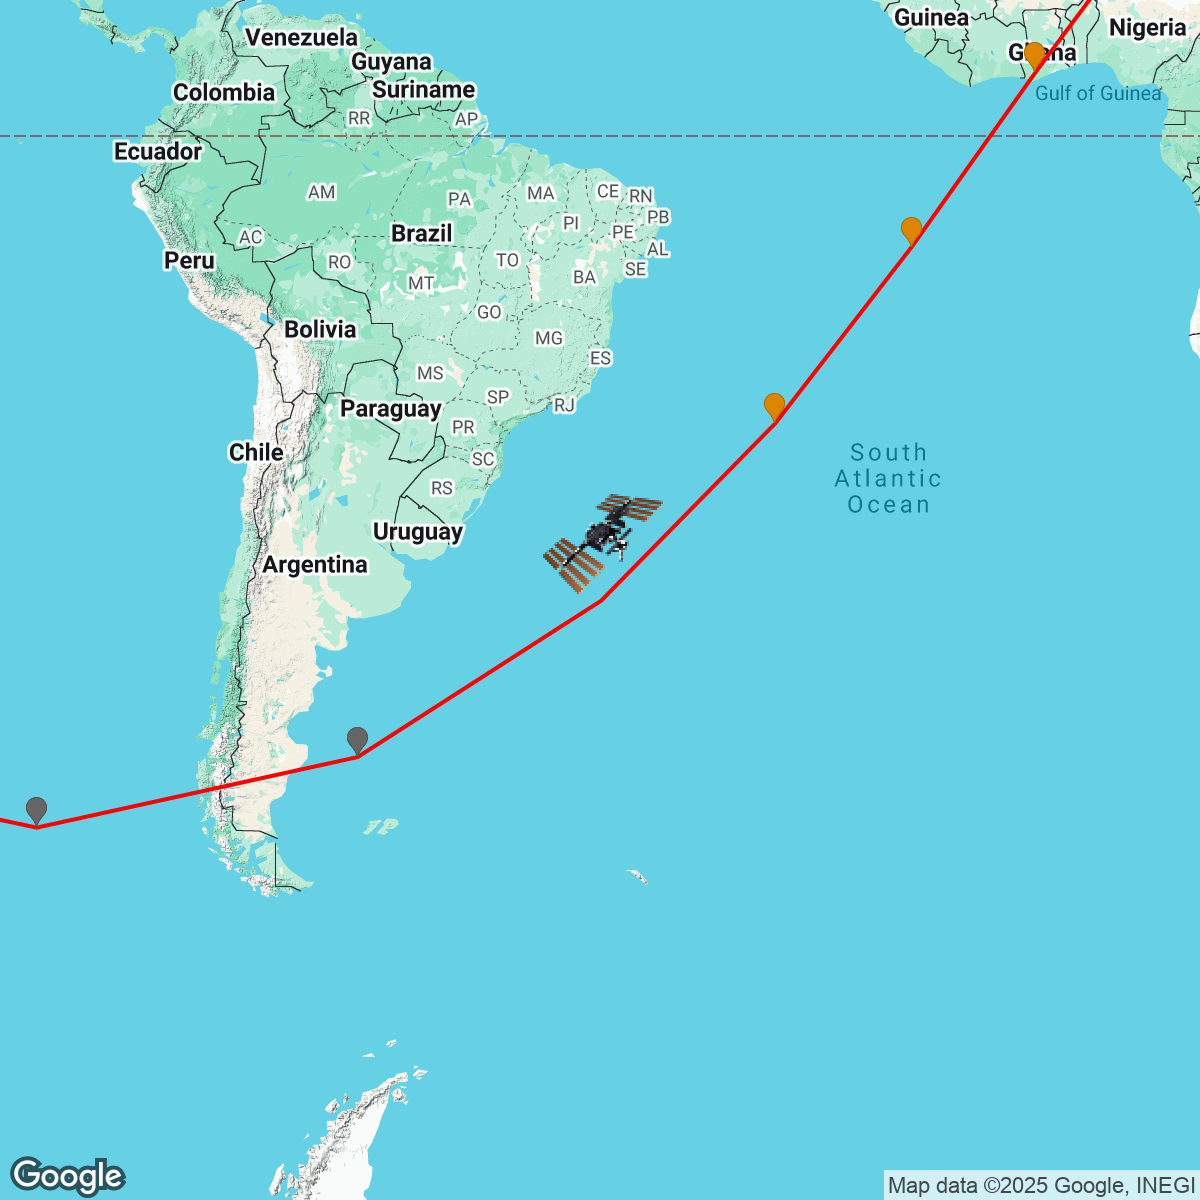 Venezuela
Guyana
Suriname
Colombia
RR
AP
Ecuador
Guinea
Nigeria
Gulf of Guinea
AM
PA
MA
CE
RN
PI
PB
PE
Brazil
AC
TO
AL
Peru
RO
SE
MT
BA
GO
Bolivia
MG
ES
MS
SP
Paraguay
RJ
PR
Chile
SC
South
Atlantic
Ocean
RS
Uruguay
Argentina
Google
Map data ©2025 Google, INEGI